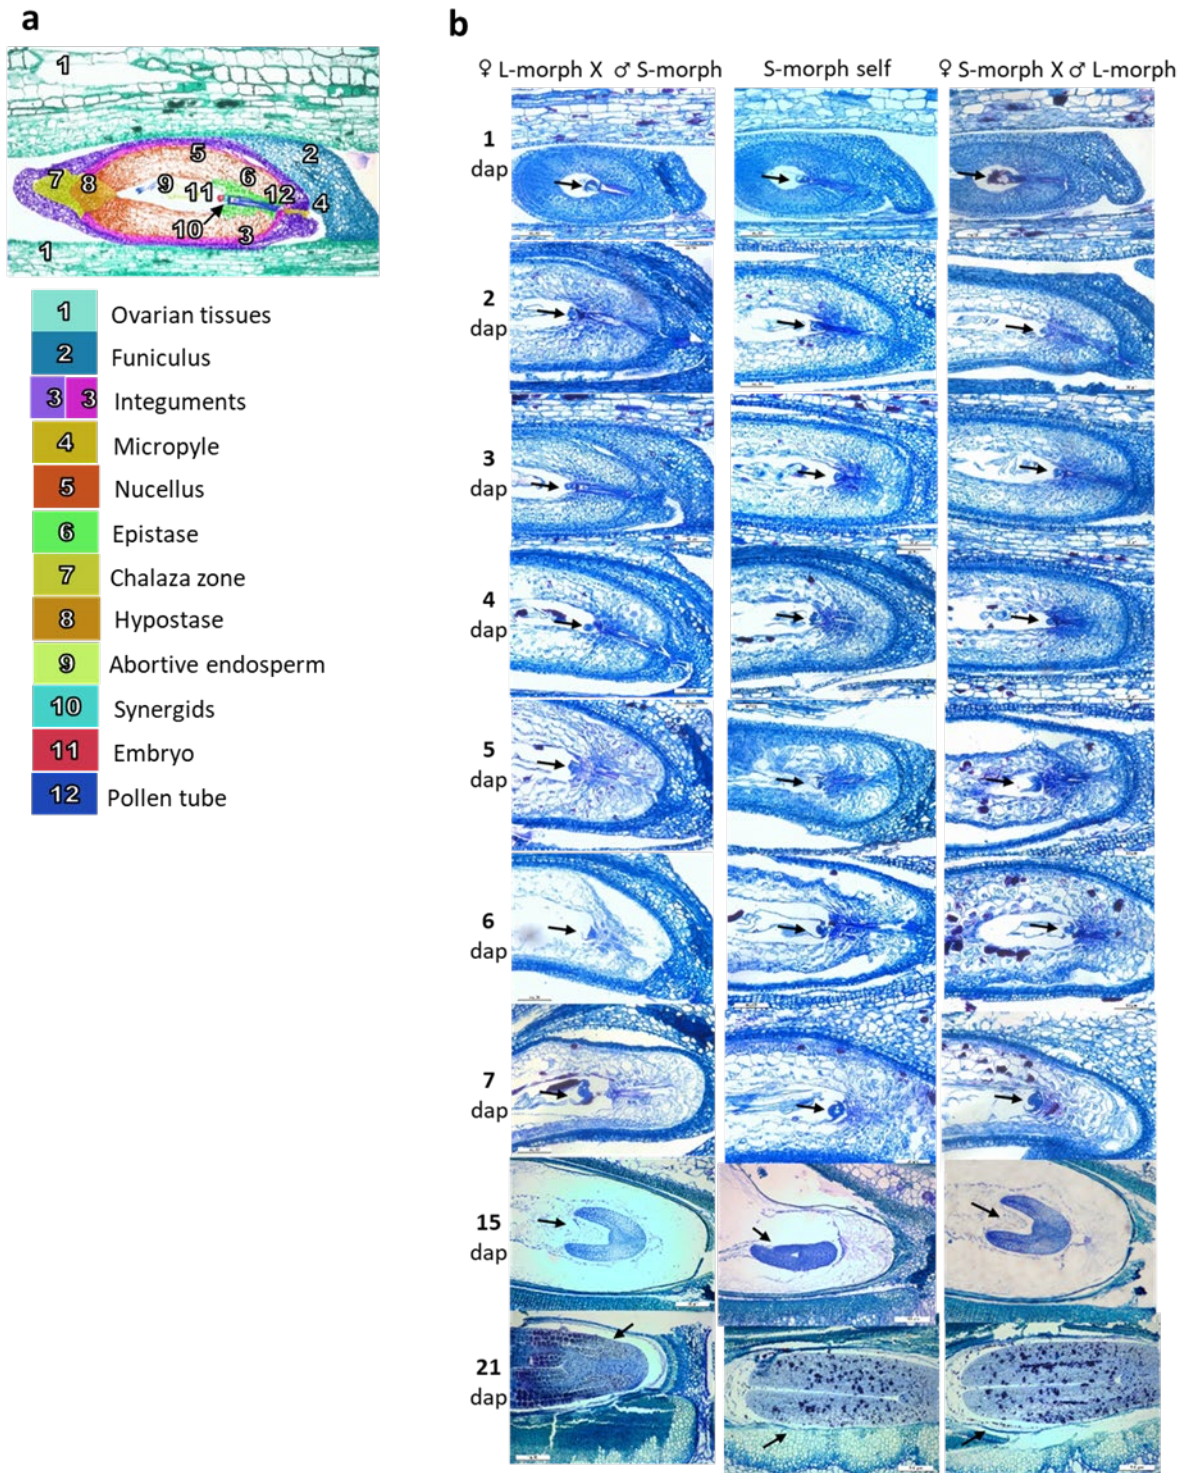 a
1
5
2
7
8
9
11
6
12
4
10
3
1
1 Ovarian tissues
2 Funiculus
3 3 Integuments
4 Micropyle
5 Nucellus
6 Epistase
7 Chalaza zone
8 Hypostase
9 Abortive endosperm
10 Synergids
11 Embryo
12 Pollen tube
b
♀ L-morph X ♂ S-morph
S-morph self
♀ S-morph X ♂ L-morph
1
dap
2
dap
3
dap
4
dap
5
dap
6
dap
7
dap
15
dap
21
dap